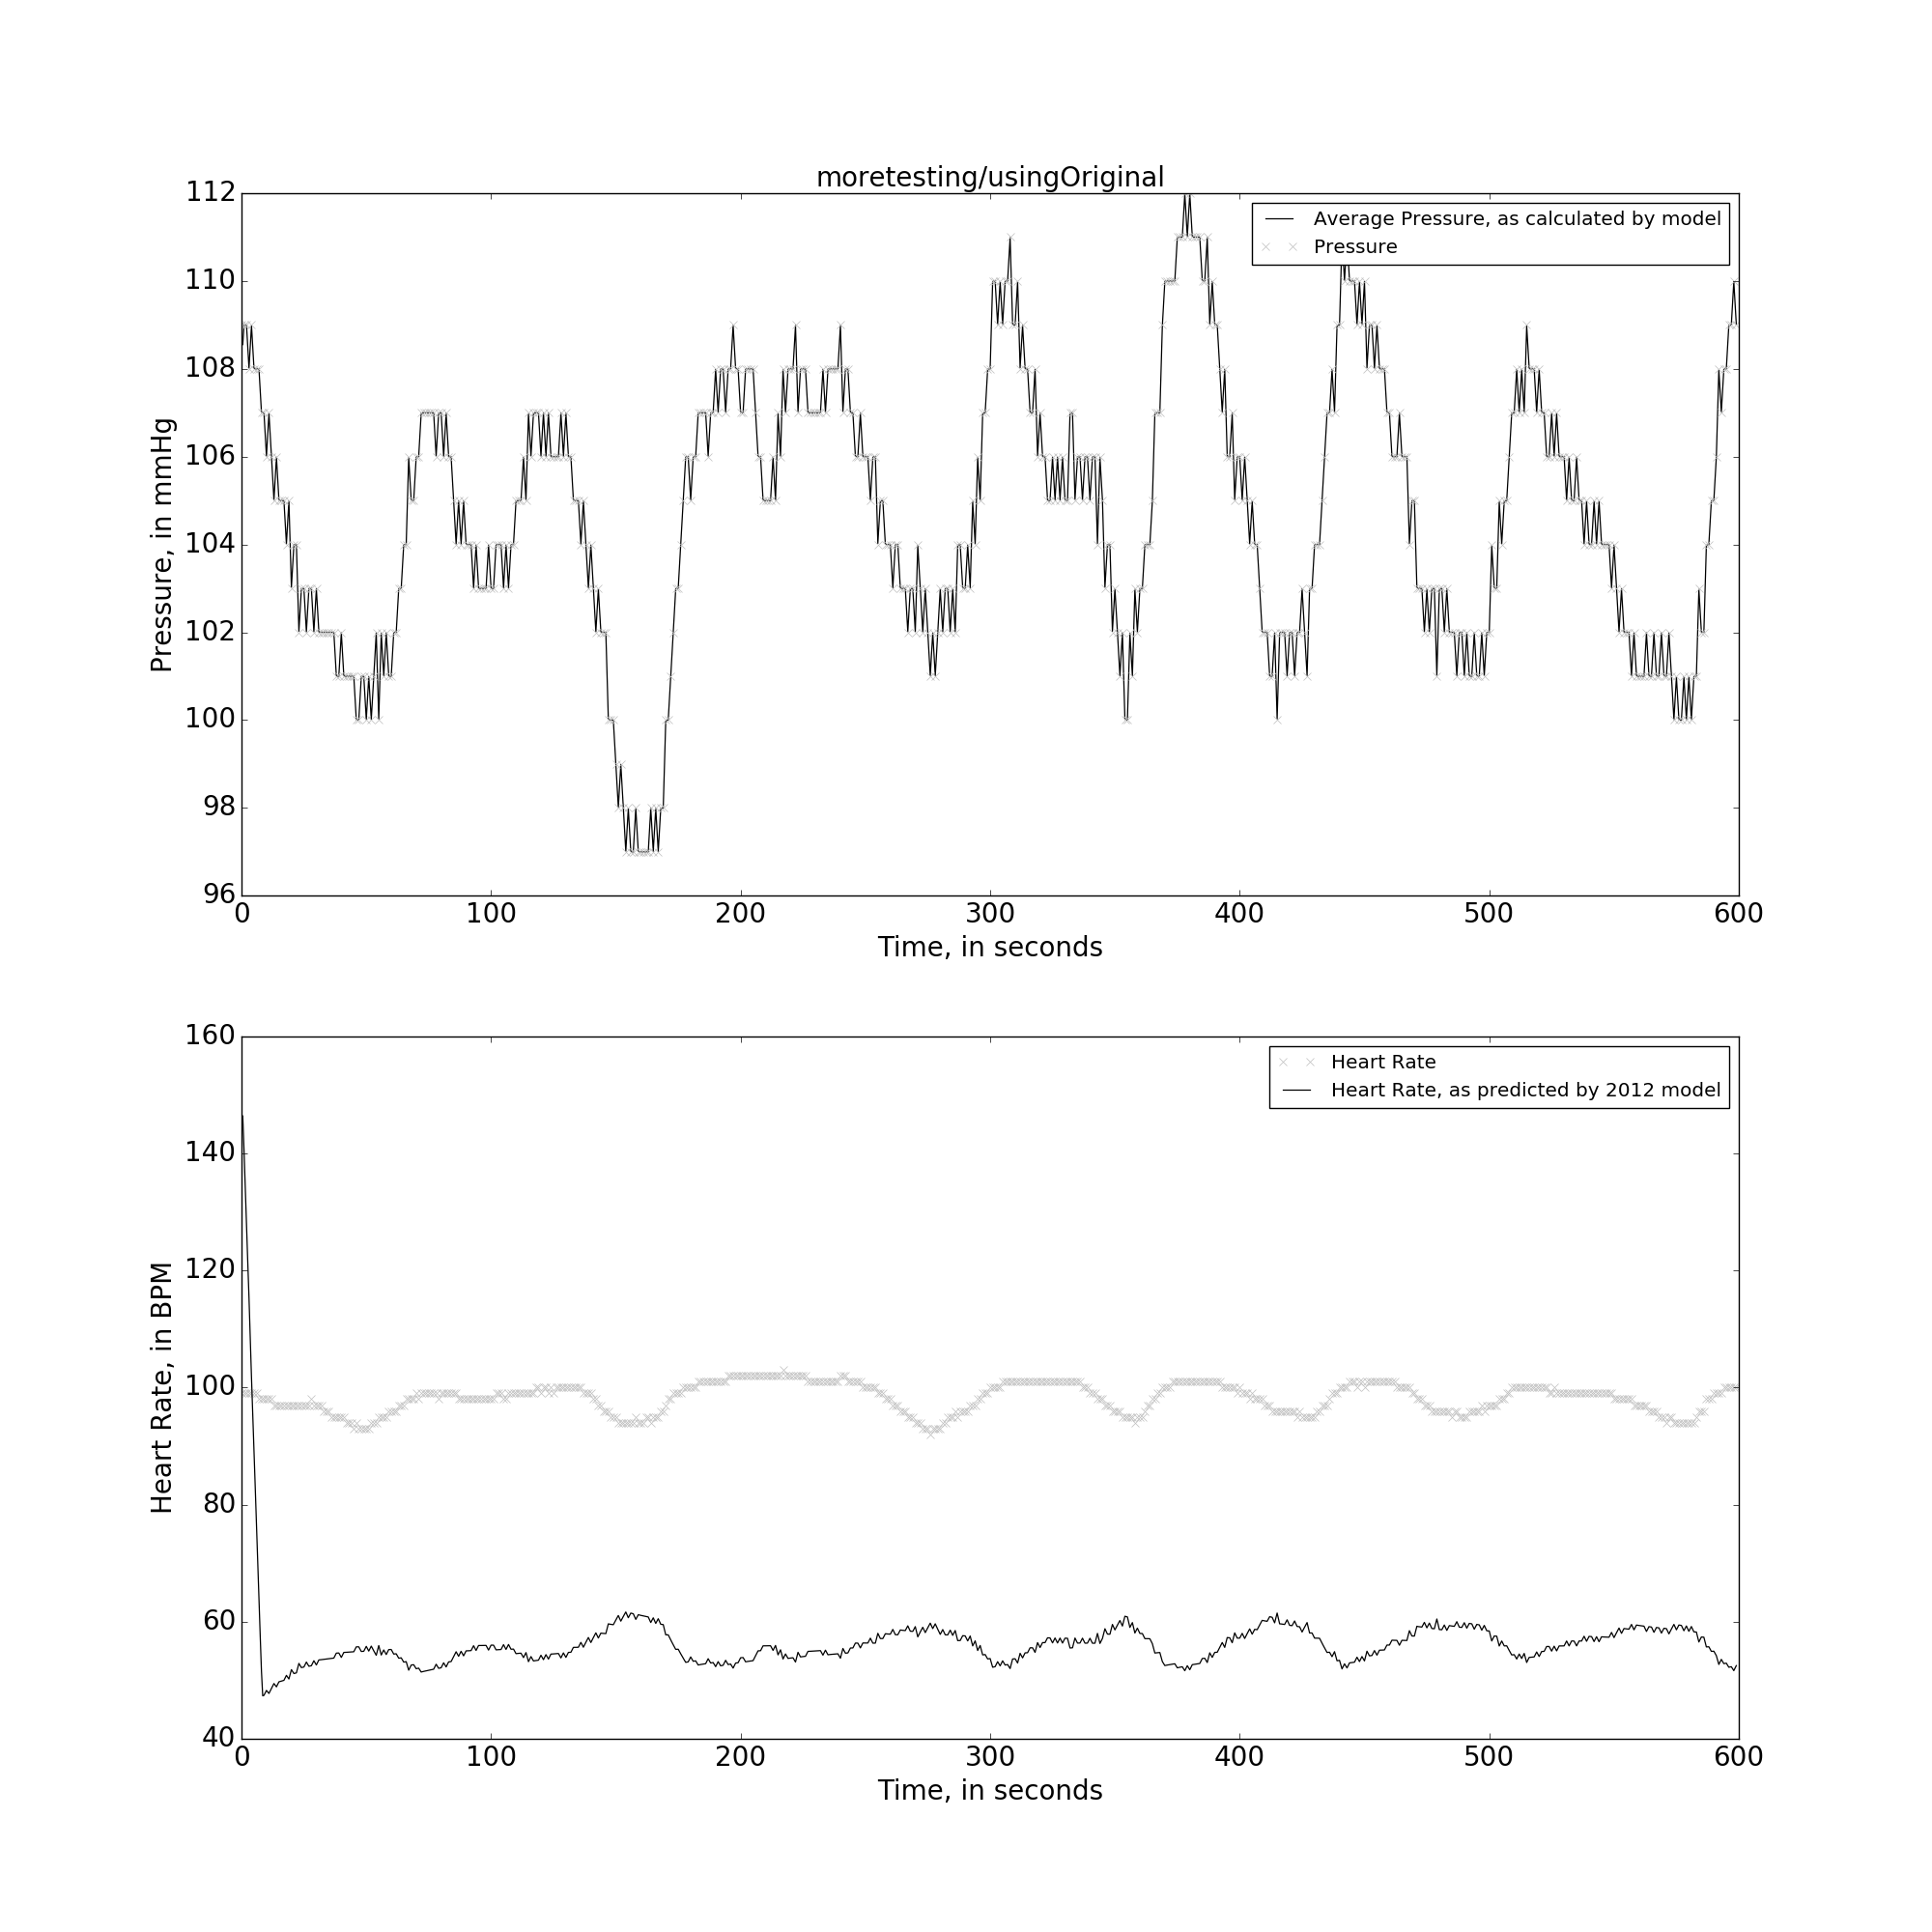 moretesting/usingOriginal
112
110
108
106
104
102
100
98
96
Pressure, in mmHg
Average Pressure, as calculated by model
Pressure
0 100 200 300 400 500 600
Time, in seconds
160
140
120
100
80
60
40
Heart Rate, in BPM
Heart Rate
Heart Rate, as predicted by 2012 model
0 100 200 300 400 500 600
Time, in seconds